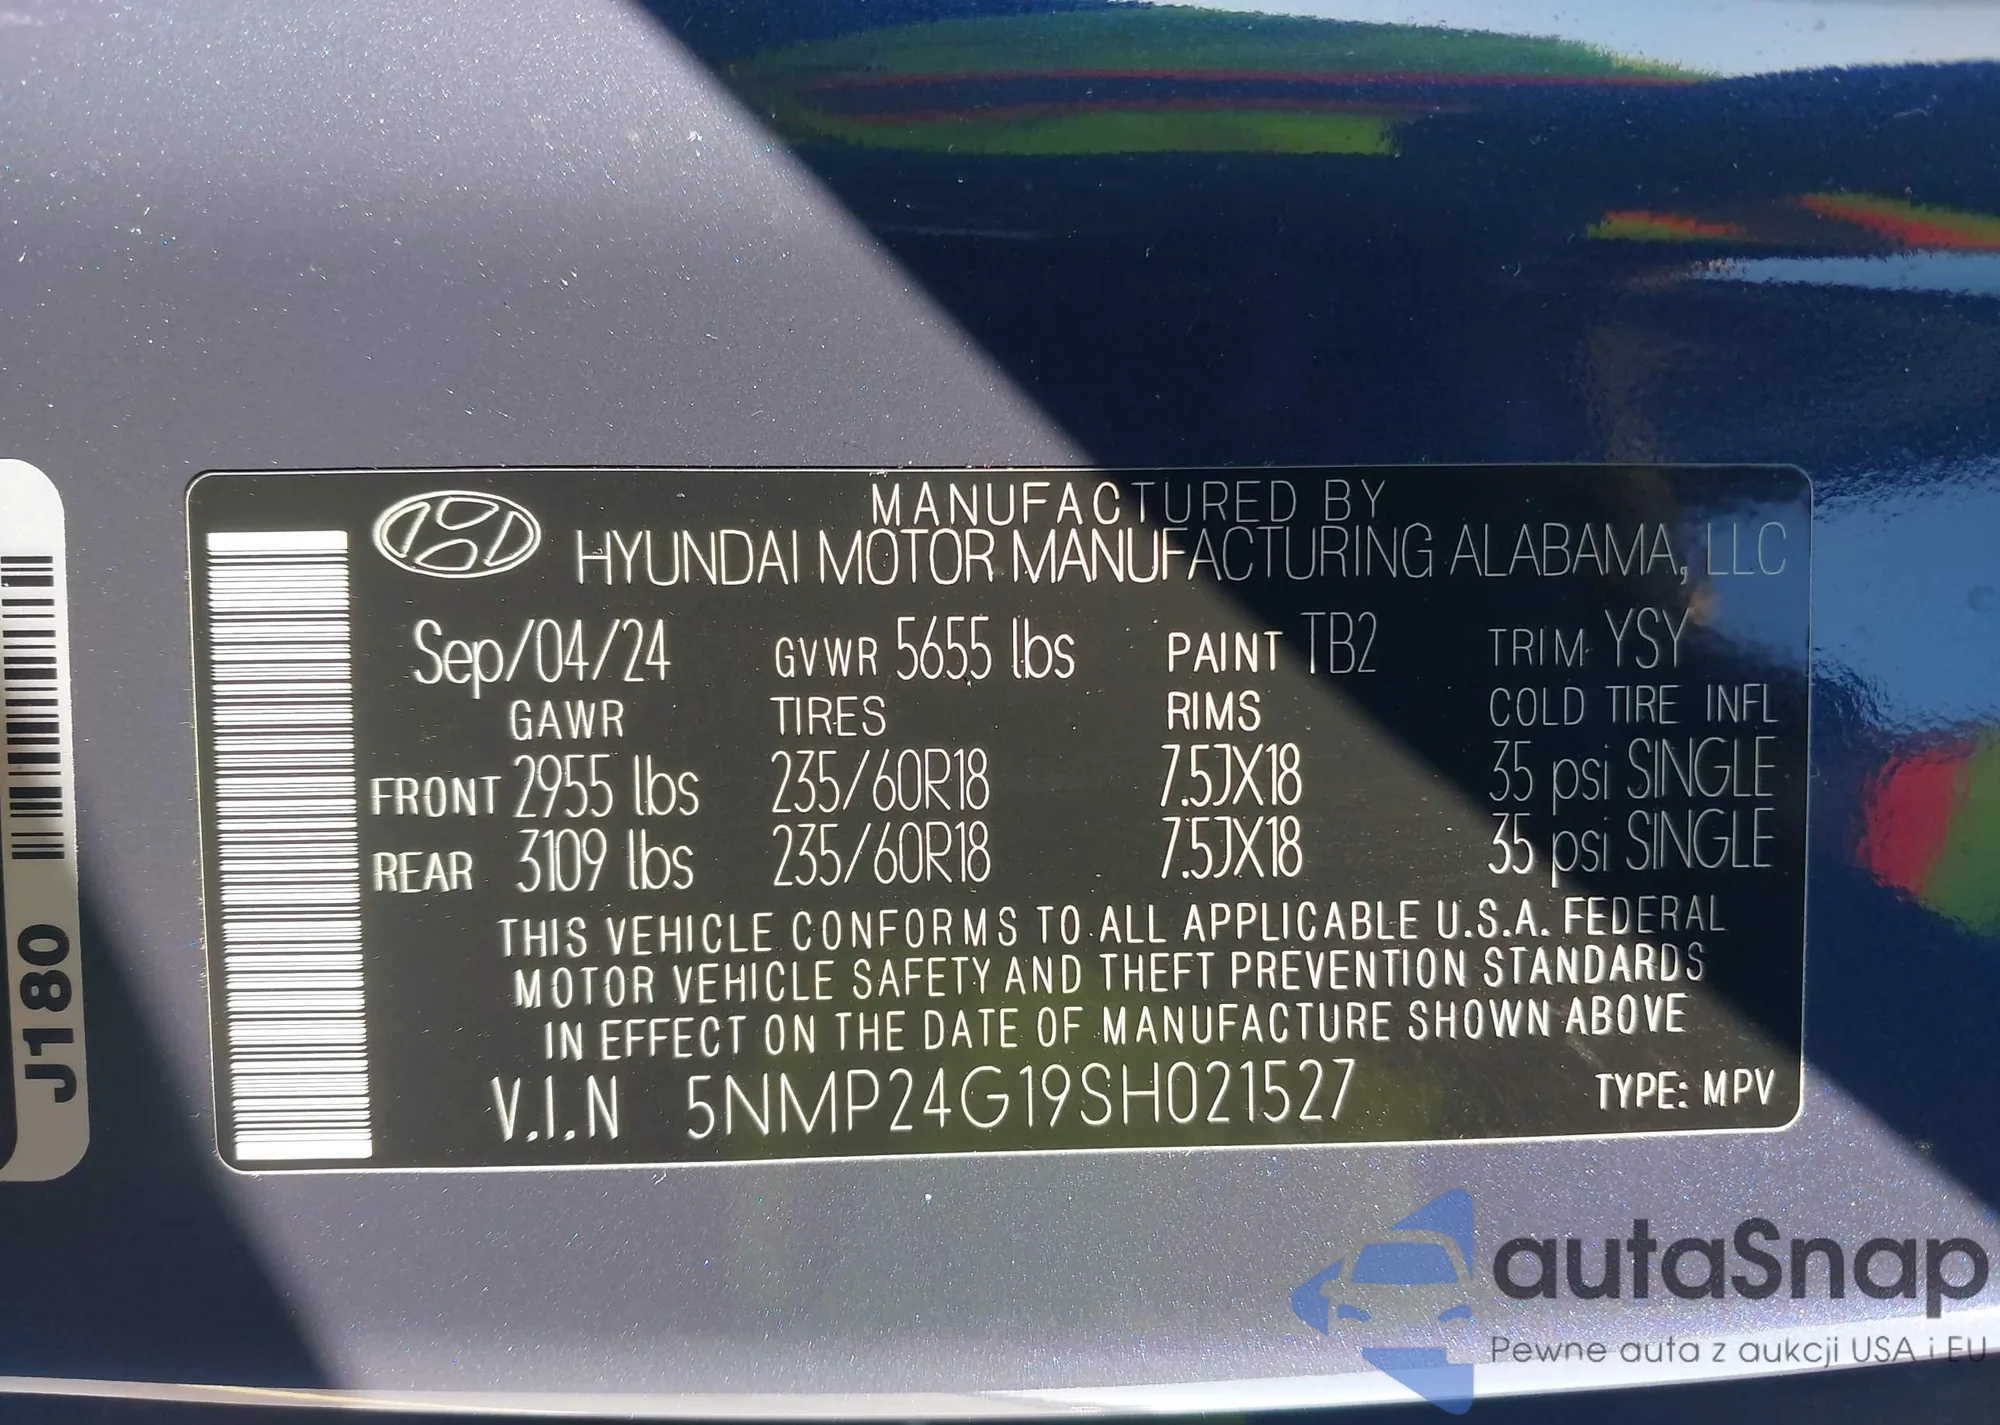 MANUFACTURED BY
HYUNDAI MOTOR MANUFACTURING ALABAMA, LLC
Sep/04/24 GVWR 5655 lbs PAINT TB2 TRIM YSY
GAWR TIRES RIMS COLD TIRE INFL
FRONT 2955 lbs 235/60R18 7.5JX18 35 psi SINGLE
REAR 3109 lbs 235/60R18 7.5JX18 35 psi SINGLE
THIS VEHICLE CONFORMS TO ALL APPLICABLE U.S.A. FEDERAL
MOTOR VEHICLE SAFETY AND THEFT PREVENTION STANDARDS
IN EFFECT ON THE DATE OF MANUFACTURE SHOWN ABOVE
V.I.N 5NMP24G19SH021527 TYPE: MPV
J180
autaSnap
Pewne auta z aukcji USA i EU